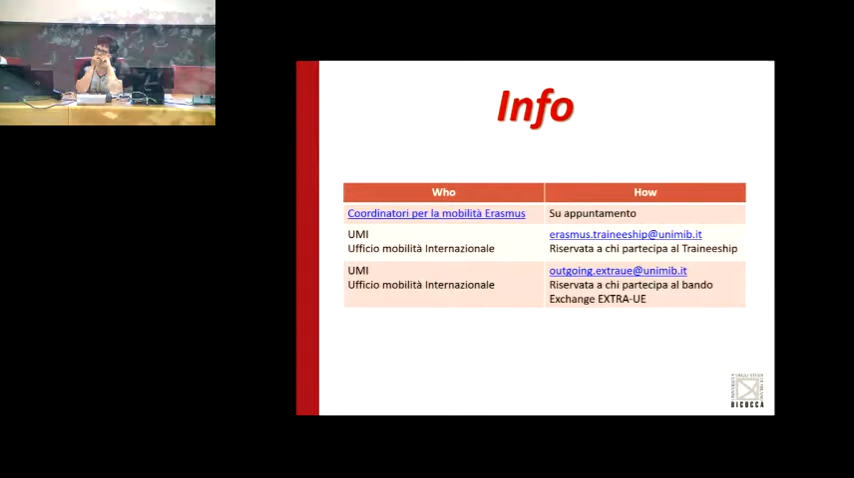 Info
Who How
Coordinatori per la mobilità Erasmus Su appuntamento
UMI erasmus.traineeship@unimib.it
Ufficio mobilità Internazionale Riservata a chi partecipa al Traineeship
UMI outgoing.extraue@unimib.it
Ufficio mobilità Internazionale Riservata a chi partecipa al bando
Exchange EXTRA-UE
BICOCCA